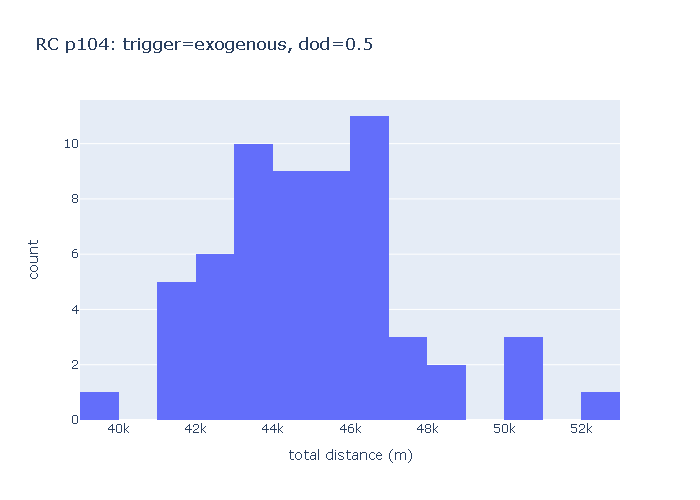 RC p104: trigger=exogenous, dod=0.5
count
10
8
6
4
2
0
40k 42k 44k 46k 48k 50k 52k
total distance (m)